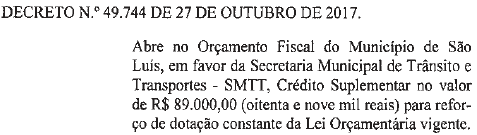 DECRETO N.º 49.744 DE 27 DE OUTUBRO DE 2017.
Abre no Orçamento Fiscal do Município de São
Luís, em favor da Secretaria Municipal de Trânsito e
Transportes - SMTT, Crédito Suplementar no valor
de R$ 89.000,00 (oitenta e nove mil reais) para refor-
ço de dotação constante da Lei Orçamentária vigente.